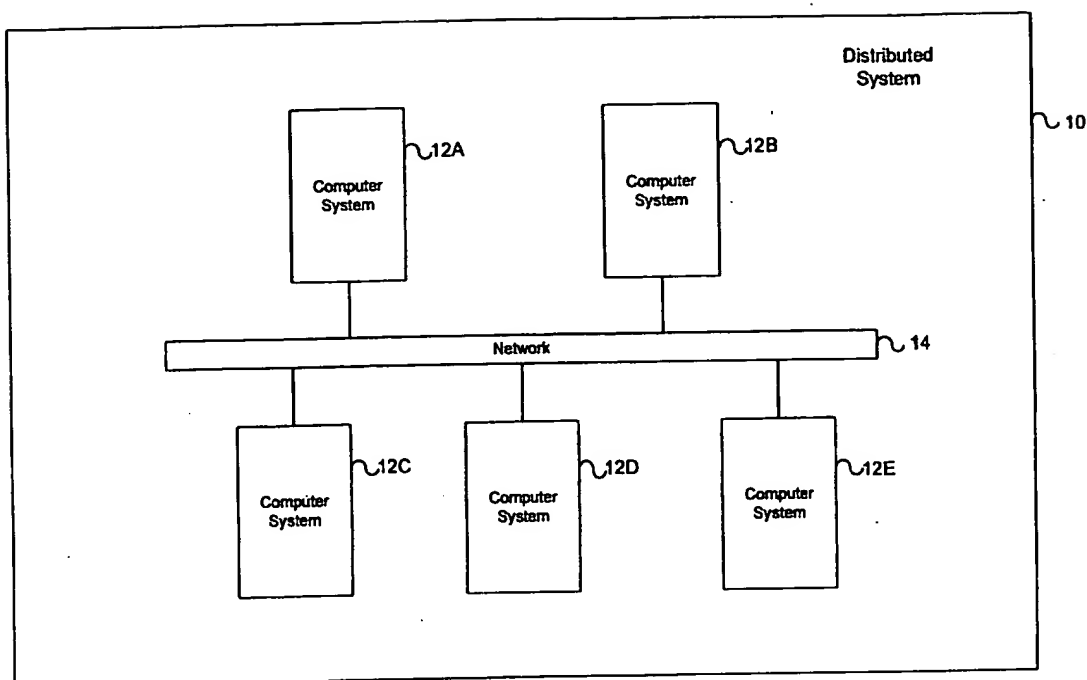 Distributed
System
10
12A
12B
Computer
System
Computer
System
Network
14
12C
12D
12E
Computer
System
Computer
System
Computer
System